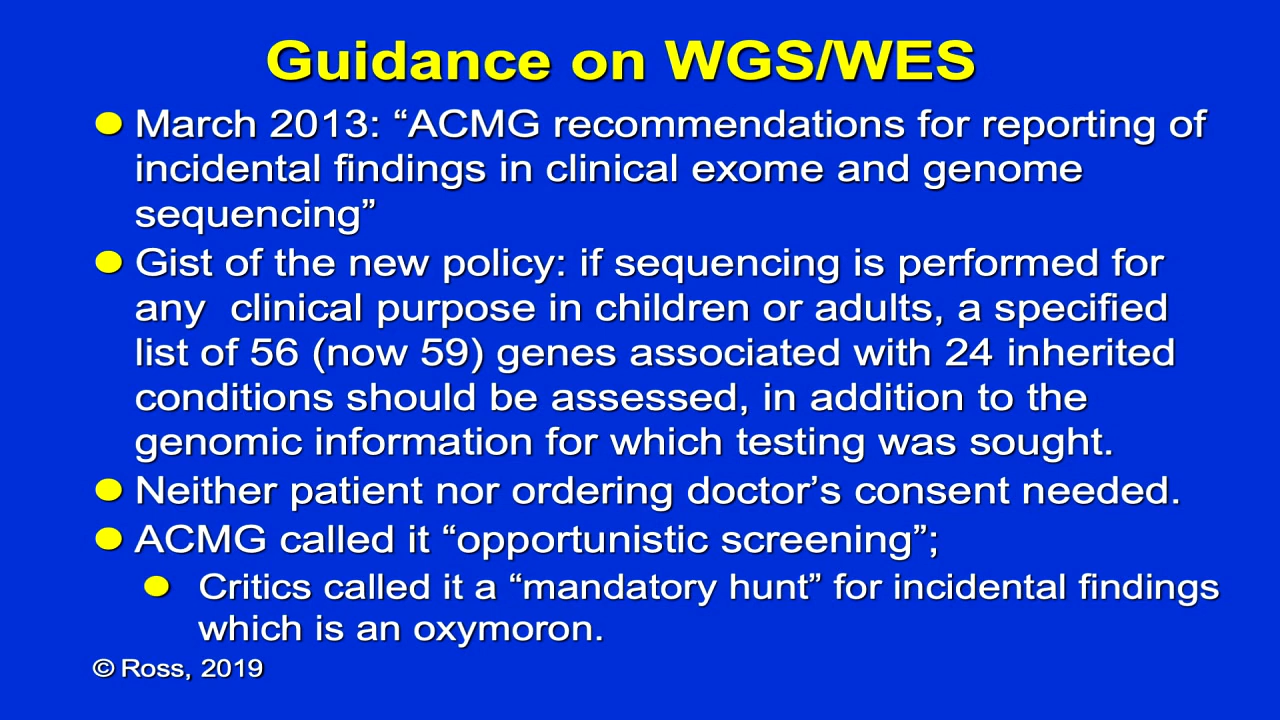 Guidance on WGS/WES
● March 2013: “ACMG recommendations for reporting of
incidental findings in clinical exome and genome
sequencing”
● Gist of the new policy: if sequencing is performed for
any  clinical purpose in children or adults, a specified
list of 56 (now 59) genes associated with 24 inherited
conditions should be assessed, in addition to the
genomic information for which testing was sought.
● Neither patient nor ordering doctor’s consent needed.
● ACMG called it “opportunistic screening”;
● Critics called it a “mandatory hunt” for incidental findings
which is an oxymoron.
© Ross, 2019